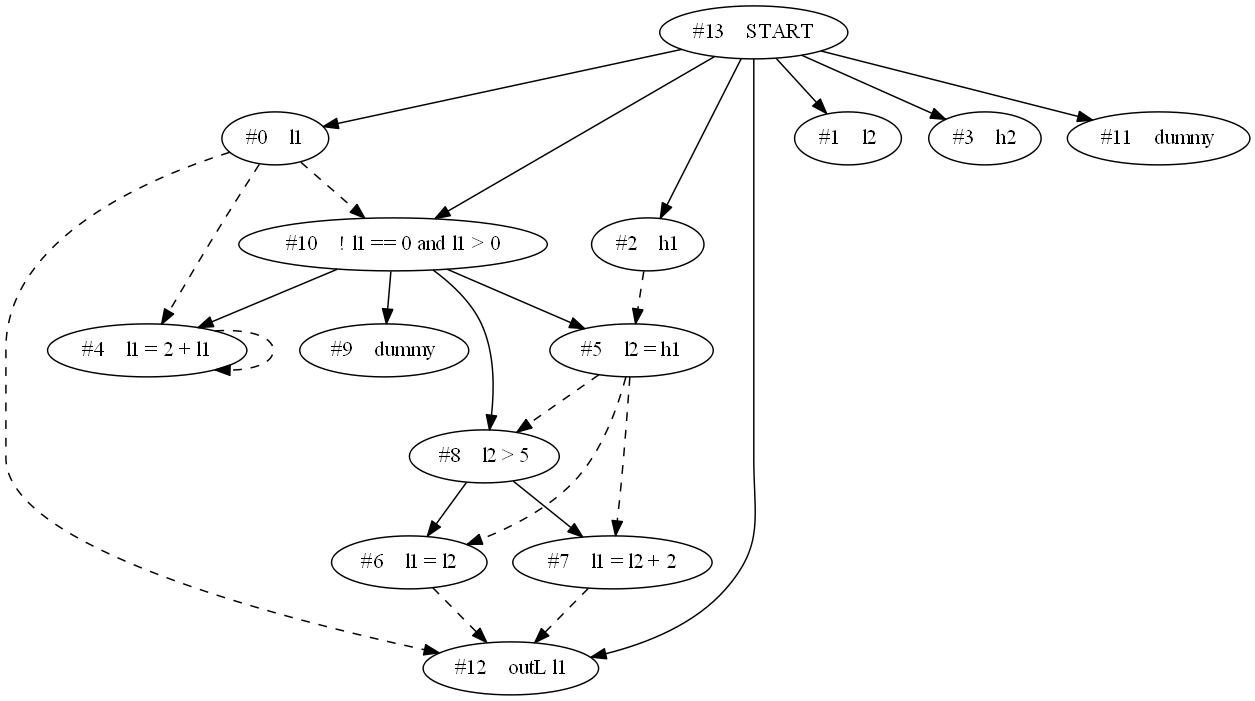 #13 START
#0 l1
#1 l2
#3 h2
#11 dummy
#10 ! l1 == 0 and l1 > 0
#2 h1
#4 l1 = 2 + l1
#9 dummy
#5 l2 = h1
#8 l2 > 5
#6 l1 = l2
#7 l1 = l2 + 2
#12 outL l1